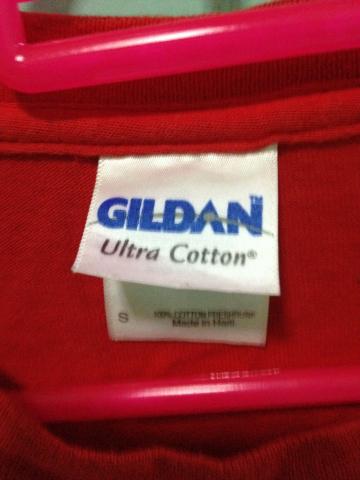 GILDAN
Ultra Cotton®
S
100% COTTON PRESHRUNK
Made in Haiti